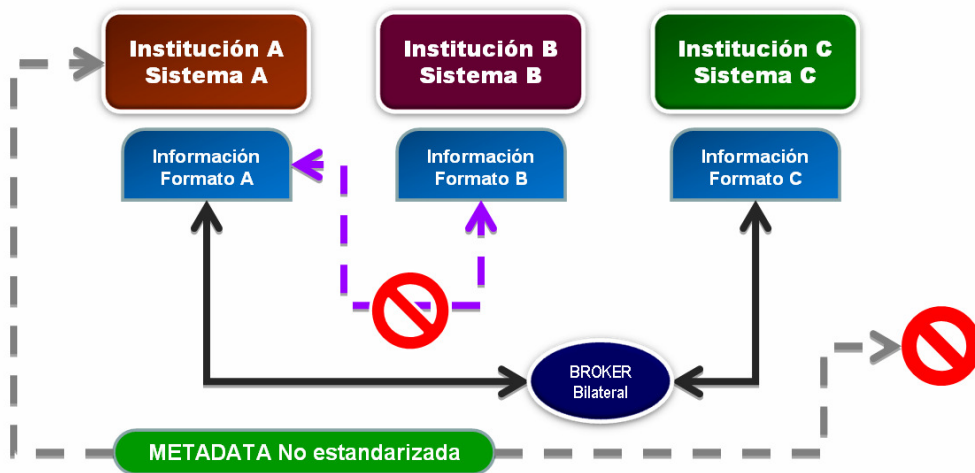 Institución A
Sistema A
Institución B
Sistema B
Institución C
Sistema C
Información
Formato A
Información
Formato B
Información
Formato C
BROKER
Bilateral
METADATA No estandarizada